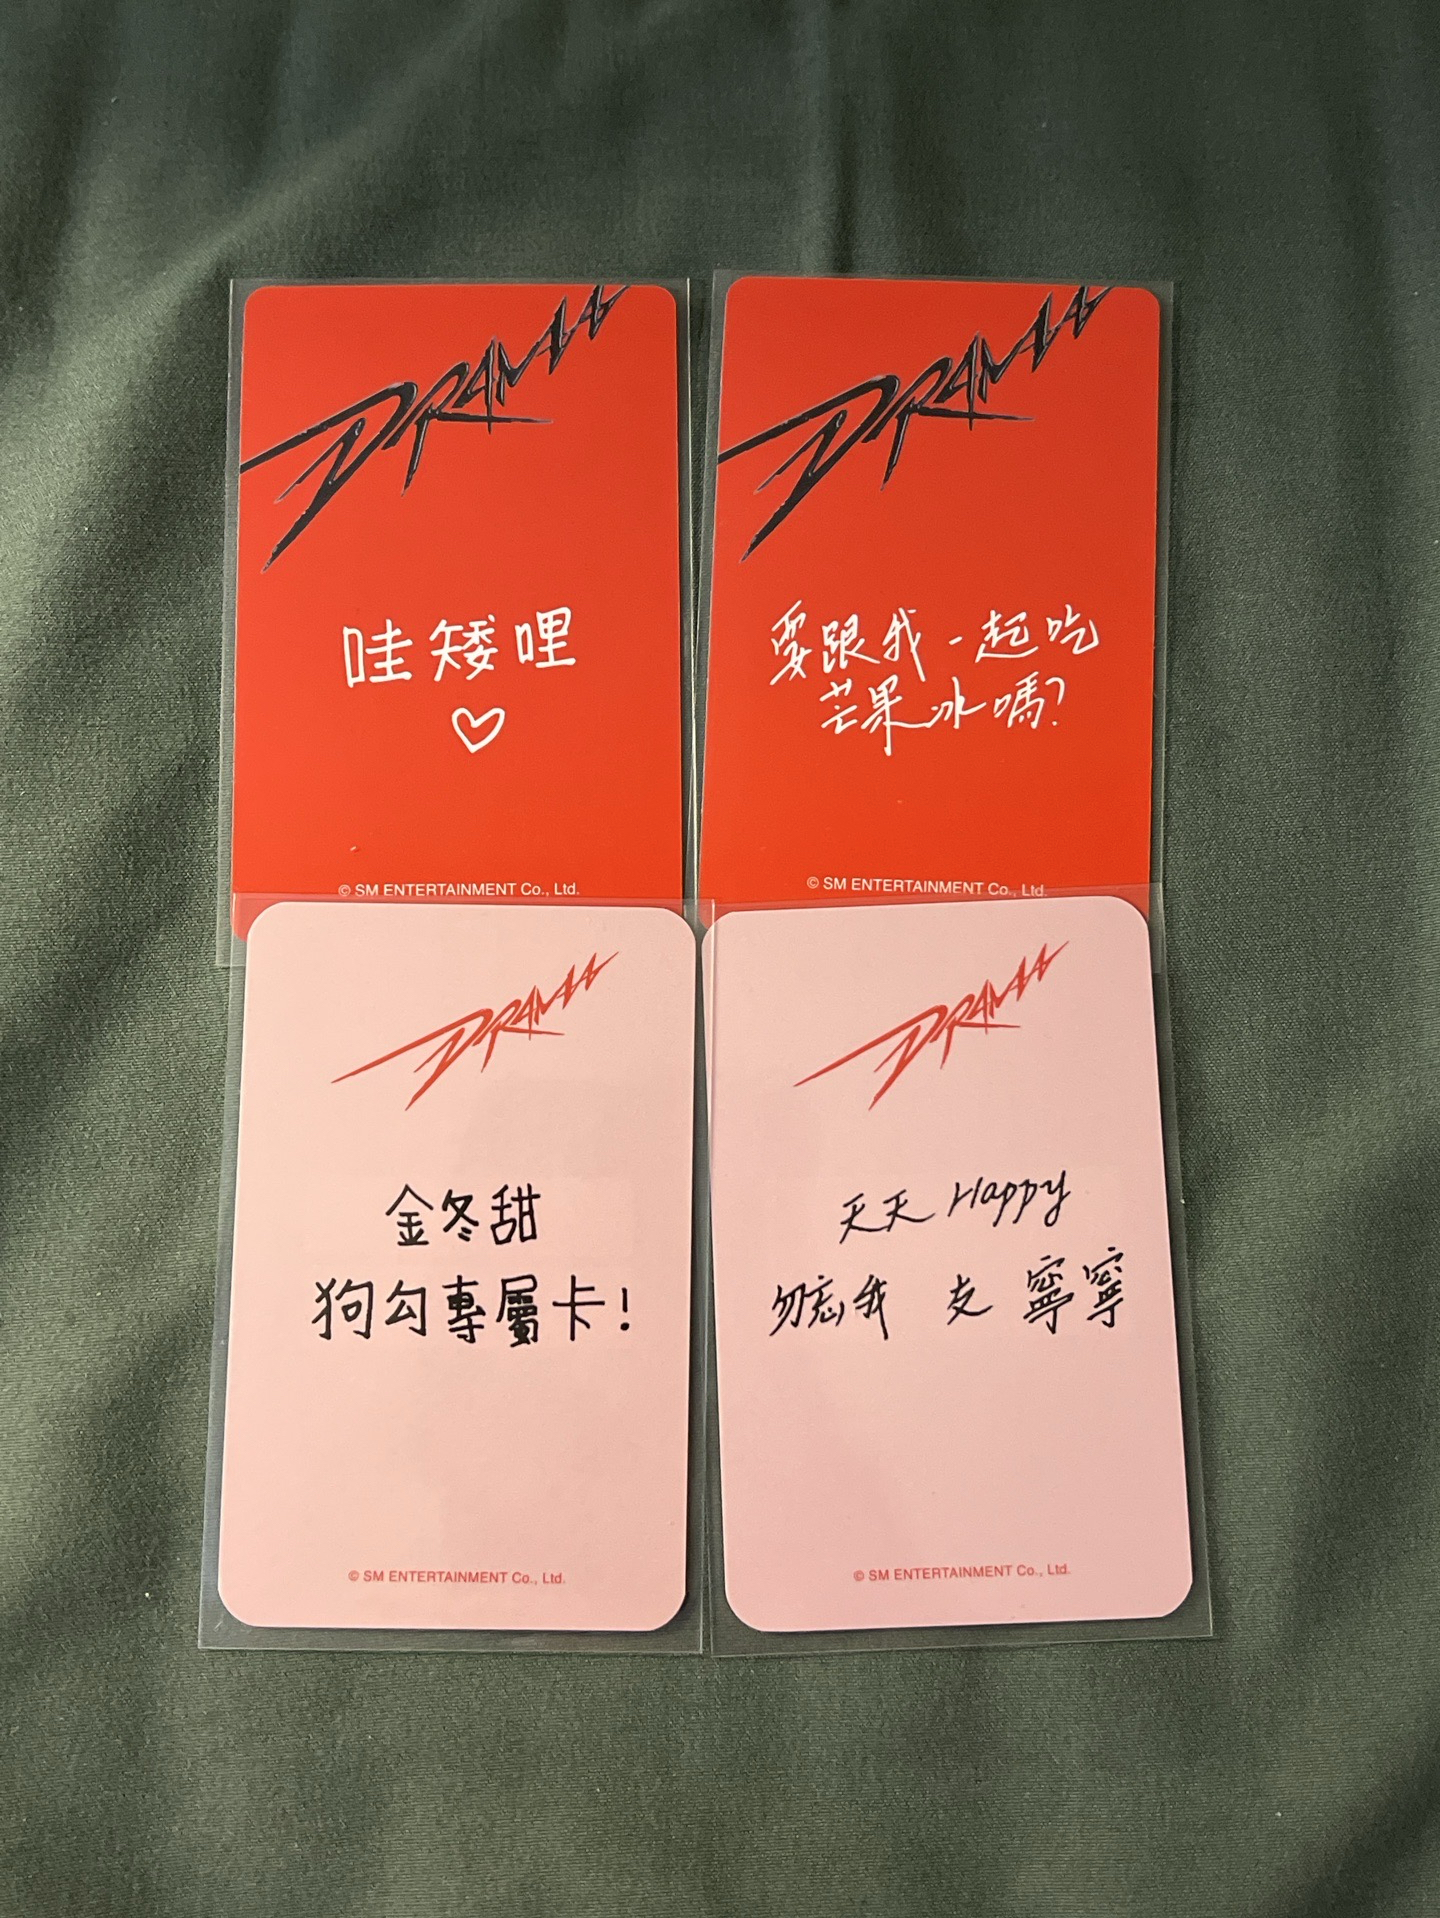 DRAMA
哇矮哩
♡
© SM ENTERTAINMENT Co., Ltd.
DRAMA
要跟我一起吃
芒果冰嗎?
© SM ENTERTAINMENT Co., Ltd.
DRAMA
金冬甜
狗勾專屬卡!
© SM ENTERTAINMENT Co., Ltd.
DRAMA
天天 Happy
勿忘我 友 寧寧
© SM ENTERTAINMENT Co., Ltd.